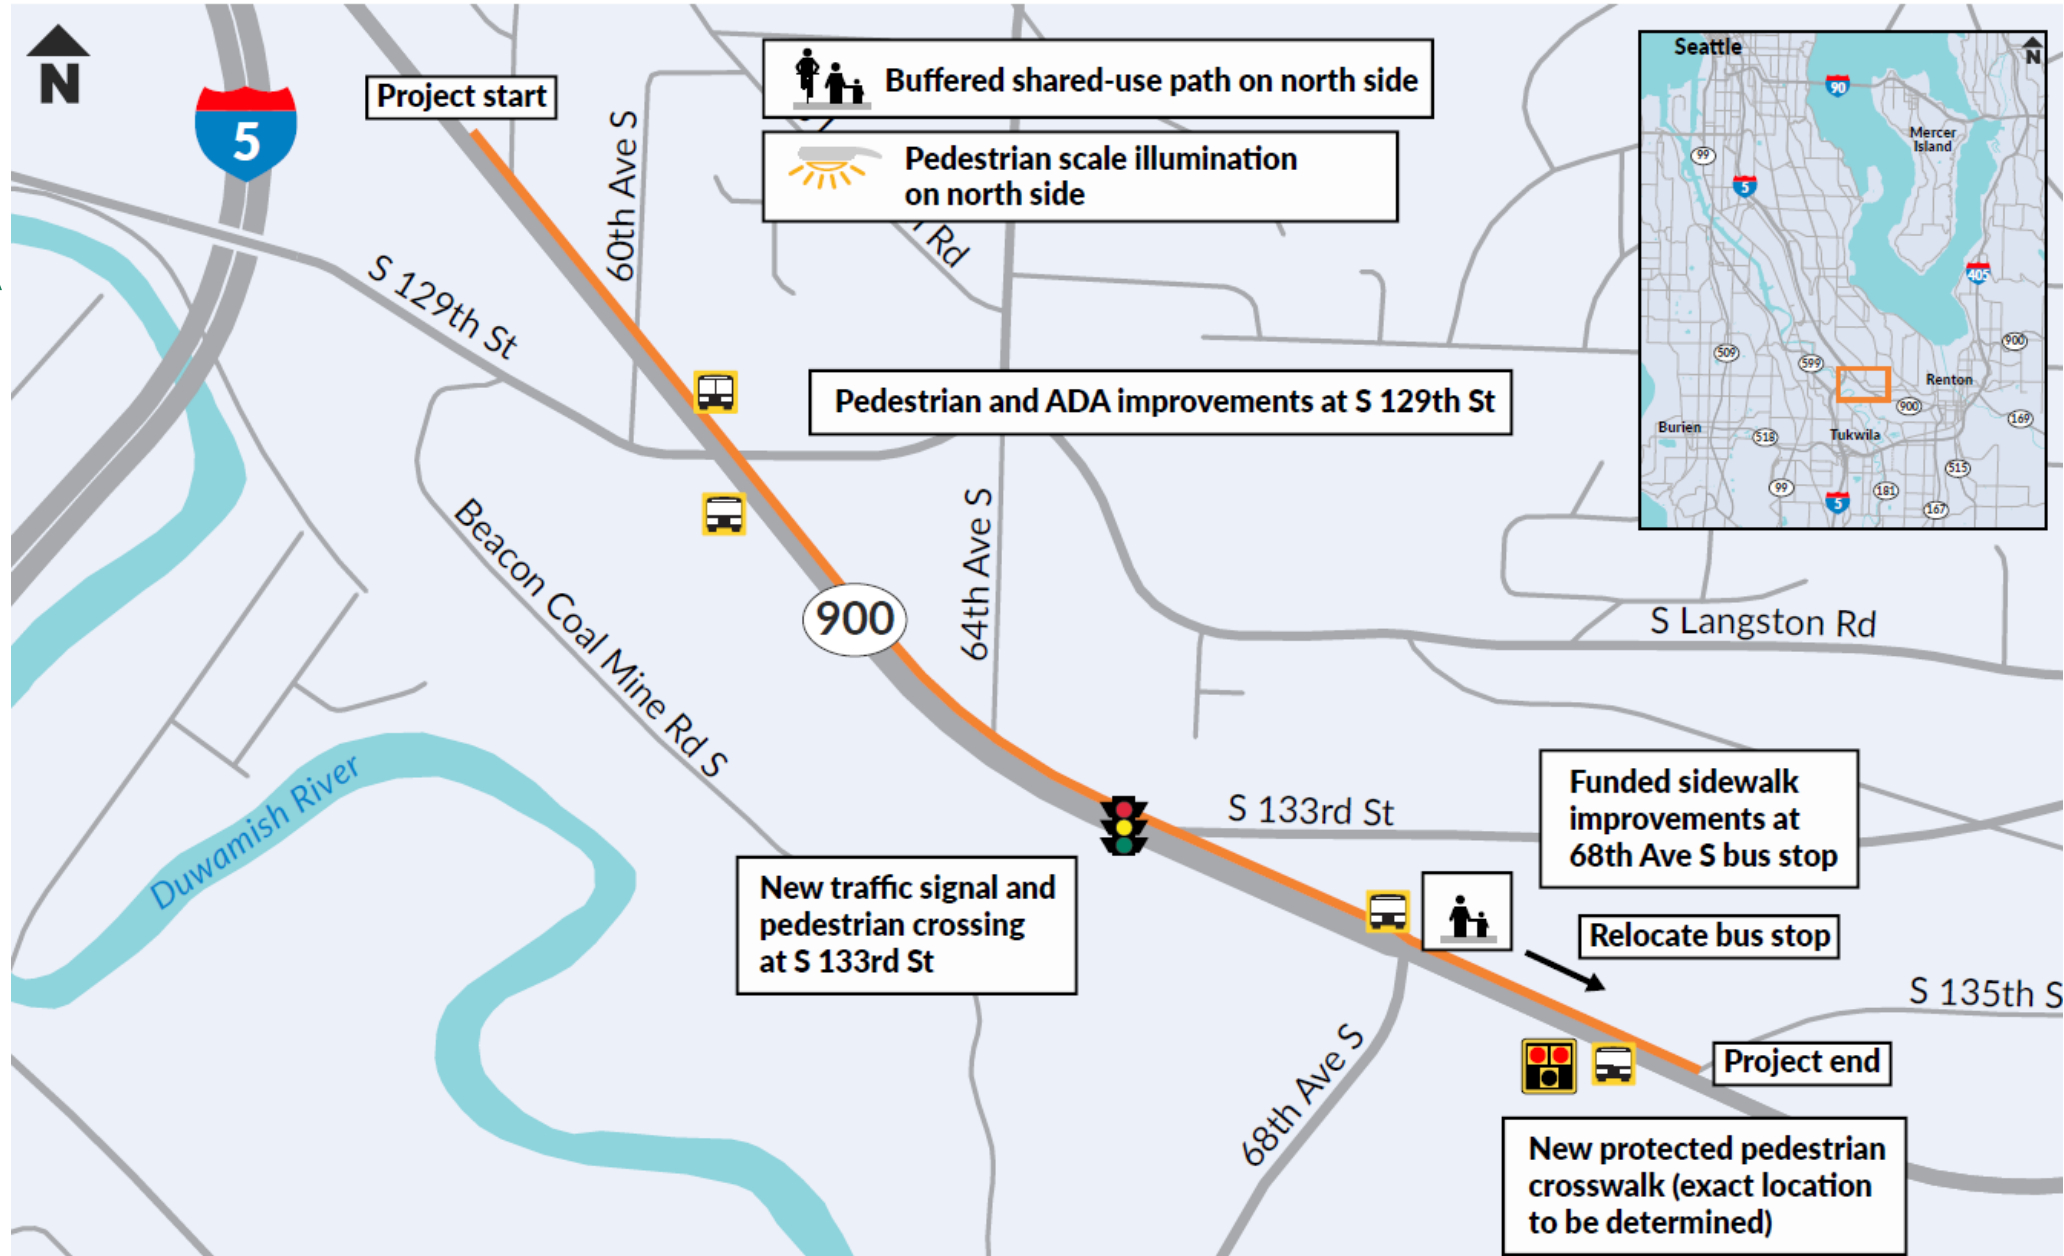 N
5
Project start
Buffered shared-use path on north side
Pedestrian scale illumination
on north side
60th Ave S
Rd
S 129th St
Pedestrian and ADA improvements at S 129th St
Beacon Coal Mine Rd S
900
64th Ave S
S Langston Rd
Duwamish River
S 133rd St
Funded sidewalk
improvements at
68th Ave S bus stop
New traffic signal and
pedestrian crossing
at S 133rd St
Relocate bus stop
S 135th S
68th Ave S
Project end
New protected pedestrian
crosswalk (exact location
to be determined)
Seattle
N
90
Mercer
Island
99
5
405
509
599
900
Renton
900
169
Burien
518
Tukwila
515
99
5
181
167